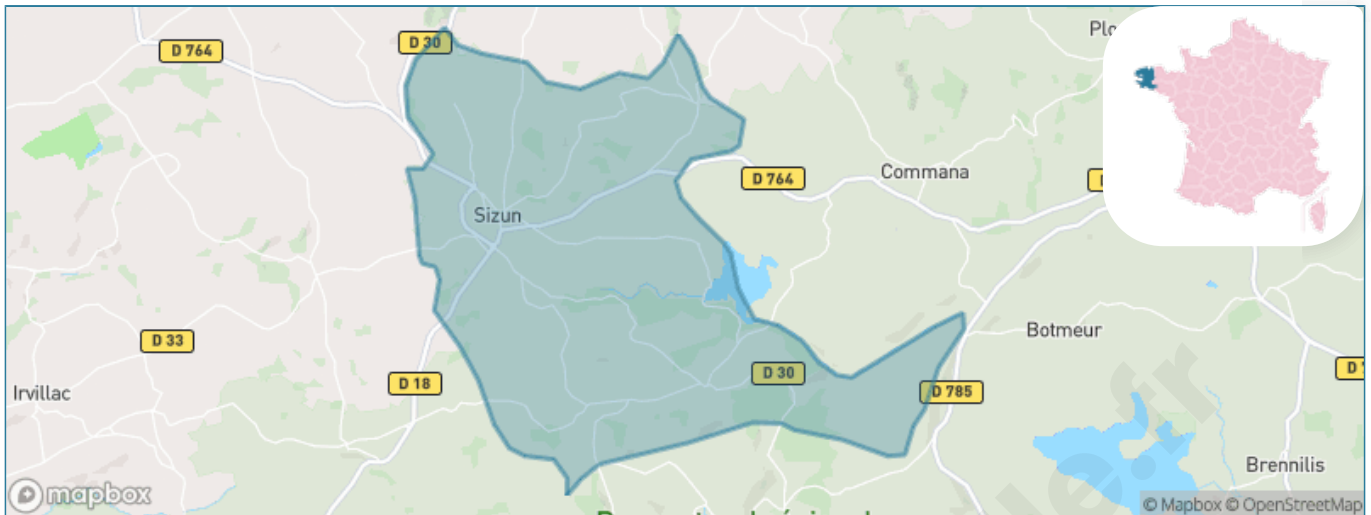 D 764
D 30
Plo
Commana
D 764
Sizun
D 33
Botmeur
D 30
D 18
D 785
Irvillac
Brennilis
mapbox
© Mapbox © OpenStreetMap